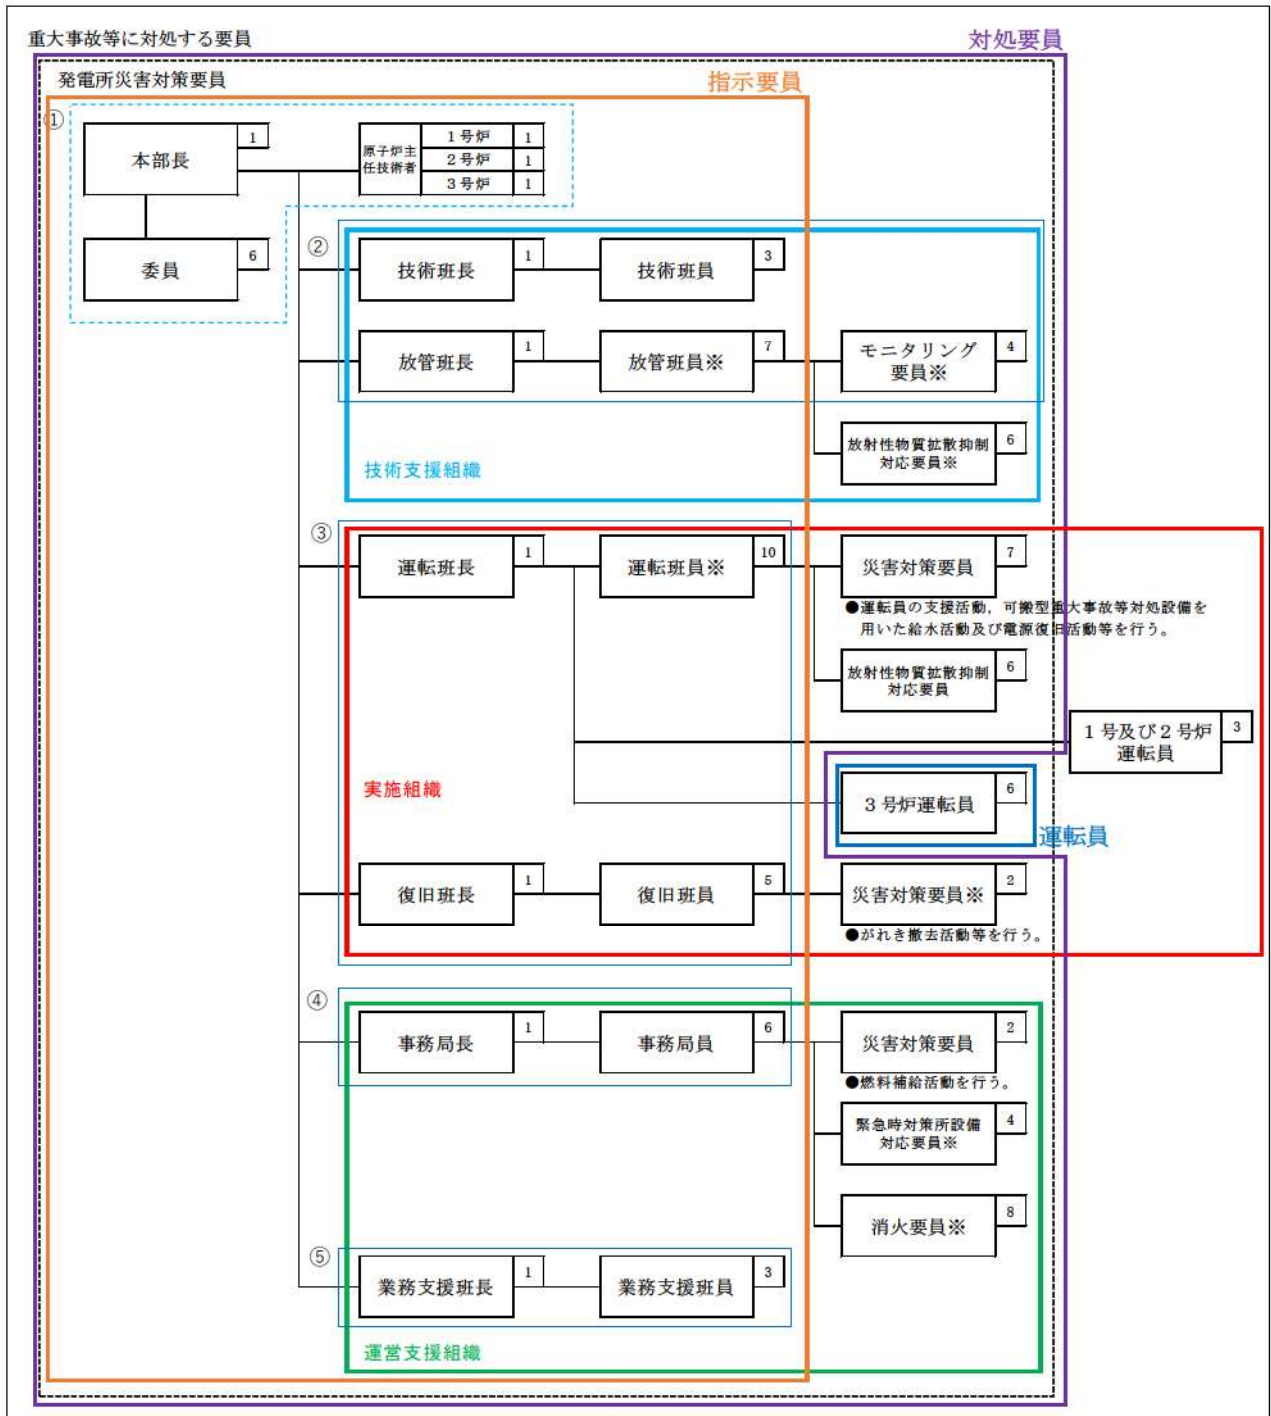 重大事故等に対処する要員
対処要員
発電所災害対策要員
指示要員
①
本部長
1
原子炉主
任技術者
1号炉
1
2号炉
1
3号炉
1
委員
6
②
技術班長
1
技術班員
3
放管班長
1
放管班員※
7
モニタリング
要員※
4
放射性物質拡散抑制
対応要員※
6
技術支援組織
③
運転班長
1
運転班員※
10
災害対策要員
7
●運転員の支援活動，可搬型重大事故等対処設備を
用いた給水活動及び電源復旧活動等を行う。
放射性物質拡散抑制
対応要員
6
1号及び2号炉
運転員
3
実施組織
3号炉運転員
6
運転員
復旧班長
1
復旧班員
5
災害対策要員※
2
●がれき撤去活動等を行う。
④
事務局長
1
事務局員
6
災害対策要員
2
●燃料補給活動を行う。
緊急時対策所設備
対応要員※
4
消火要員※
8
⑤
業務支援班長
1
業務支援班員
3
運営支援組織